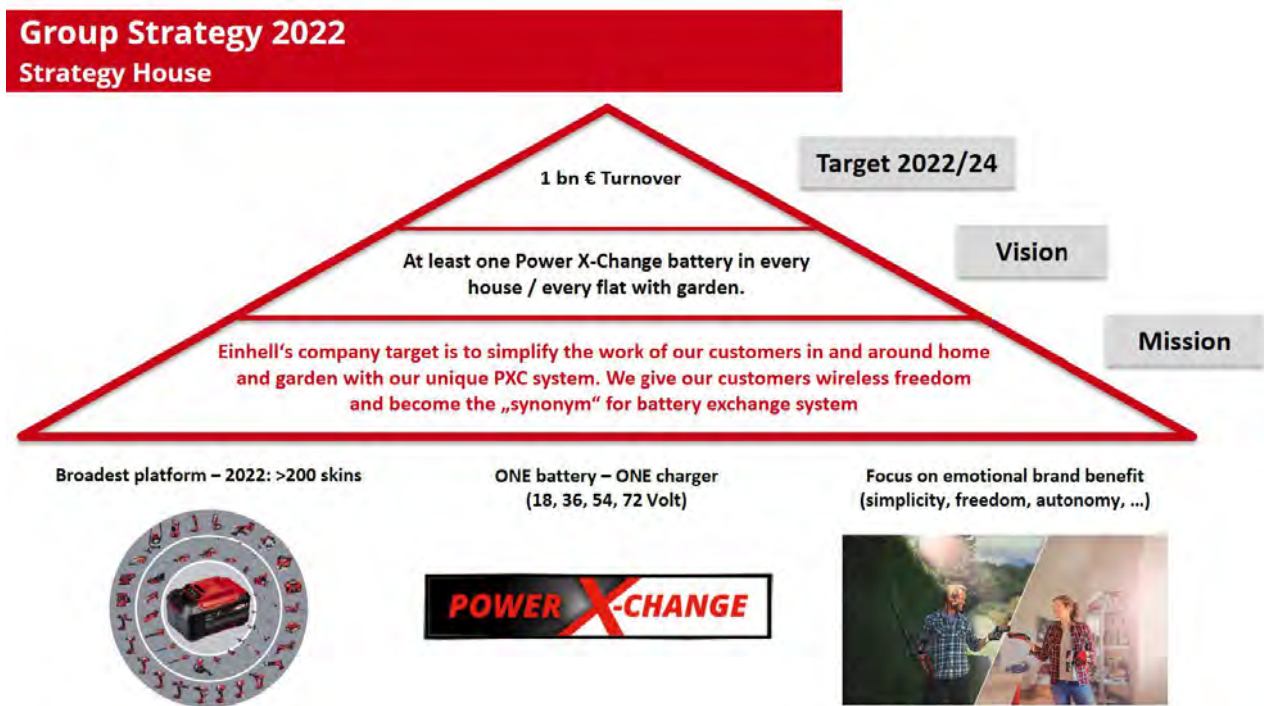 Group Strategy 2022
Strategy House
1 bn € Turnover
Target 2022/24
At least one Power X-Change battery in every
house / every flat with garden.
Vision
Einhell‘s company target is to simplify the work of our customers in and around home
and garden with our unique PXC system. We give our customers wireless freedom
and become the „synonym“ for battery exchange system
Mission
Broadest platform – 2022: >200 skins
ONE battery – ONE charger
(18, 36, 54, 72 Volt)
Focus on emotional brand benefit
(simplicity, freedom, autonomy, ...)
POWER X-CHANGE